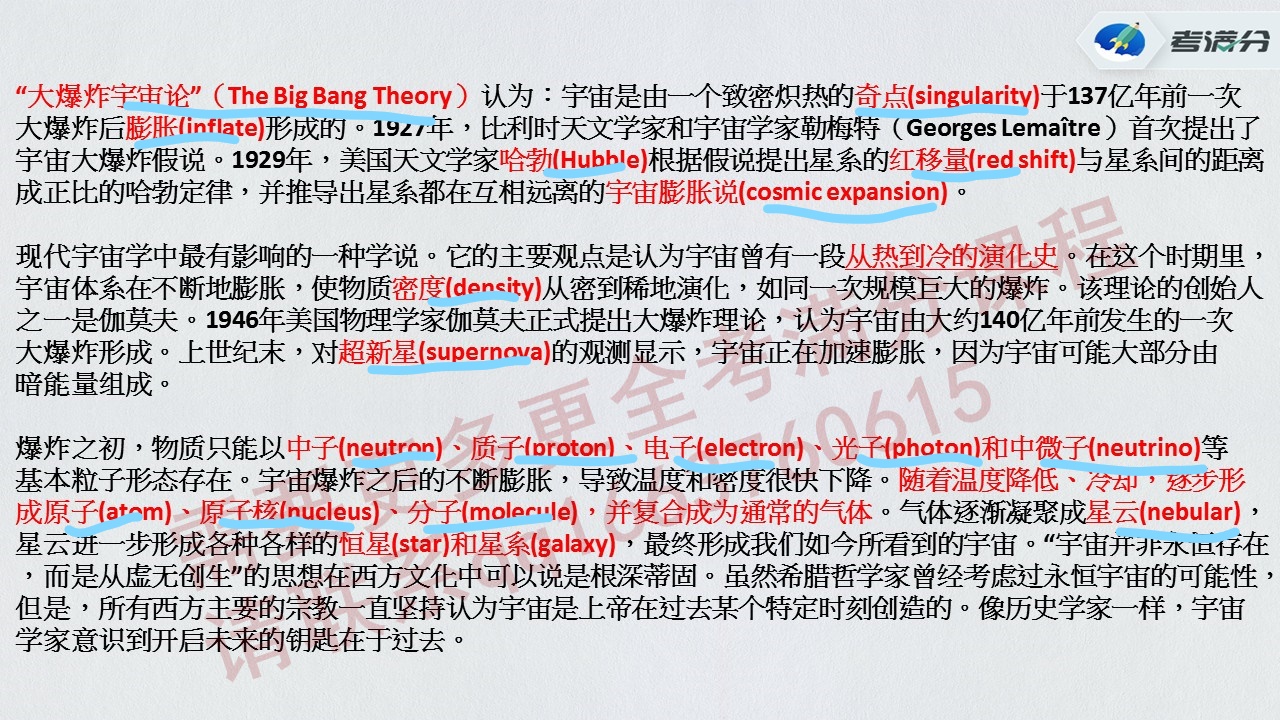 考满分
“大爆炸宇宙论”（The Big Bang Theory）认为：宇宙是由一个致密炽热的奇点(singularity)于137亿年前一次
大爆炸后膨胀(inflate)形成的。1927年，比利时天文学家和宇宙学家勒梅特（Georges Lemaître）首次提出了
宇宙大爆炸假说。1929年，美国天文学家哈勃(Hubble)根据假说提出星系的红移量(red shift)与星系间的距离
成正比的哈勃定律，并推导出星系都在互相远离的宇宙膨胀说(cosmic expansion)。
现代宇宙学中最有影响的一种学说。它的主要观点是认为宇宙曾有一段从热到冷的演化史。在这个时期里，
宇宙体系在不断地膨胀，使物质密度(density)从密到稀地演化，如同一次规模巨大的爆炸。该理论的创始人
之一是伽莫夫。1946年美国物理学家伽莫夫正式提出大爆炸理论，认为宇宙由大约140亿年前发生的一次
大爆炸形成。上世纪末，对超新星(supernova)的观测显示，宇宙正在加速膨胀，因为宇宙可能大部分由
暗能量组成。
爆炸之初，物质只能以中子(neutron)、质子(proton)、电子(electron)、光子(photon)和中微子(neutrino)等
基本粒子形态存在。宇宙爆炸之后的不断膨胀，导致温度和密度很快下降。随着温度降低、冷却，逐步形
成原子(atom)、原子核(nucleus)、分子(molecule)，并复合成为通常的气体。气体逐渐凝聚成星云(nebular)，
星云进一步形成各种各样的恒星(star)和星系(galaxy)，最终形成我们如今所看到的宇宙。“宇宙并非永恒存在
，而是从虚无创生”的思想在西方文化中可以说是根深蒂固。虽然希腊哲学家曾经考虑过永恒宇宙的可能性，
但是，所有西方主要的宗教一直坚持认为宇宙是上帝在过去某个特定时刻创造的。像历史学家一样，宇宙
学家意识到开启未来的钥匙在于过去。
需要更多更全考满分课程